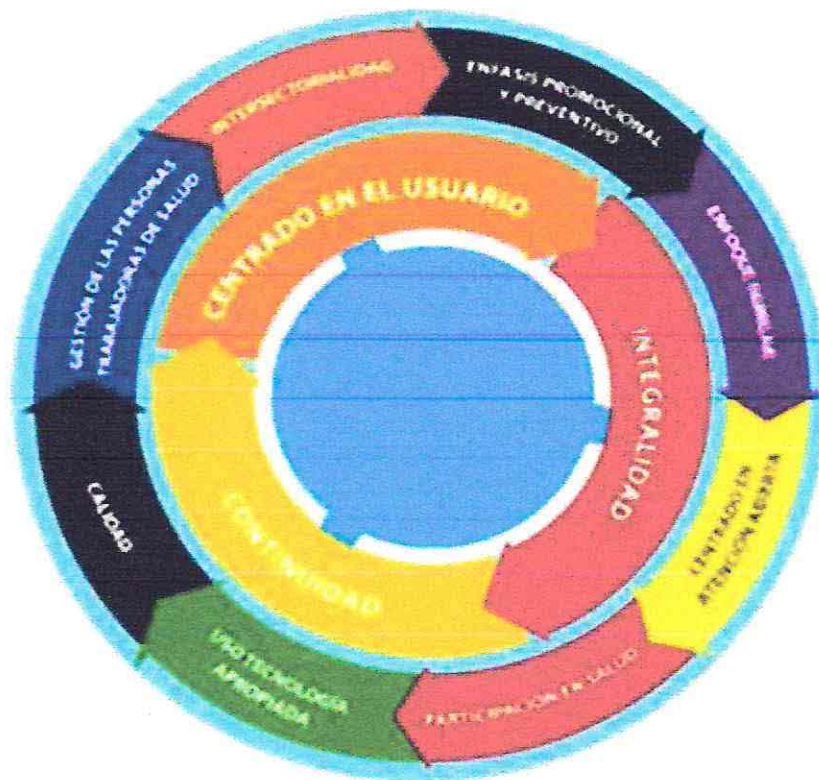 INTERSECTORIALIDAD
ENFASIS PROMOCIONAL
Y PREVENTIVO
ENFOQUE FAMILIAR
CENTRADO EN
ATENCIÓN ABIERTA
PARTICIPACIÓN EN SALUD
USO TECNOLOGÍA
APROPIADA
CALIDAD
GESTIÓN DE LAS PERSONAS
TRABAJADORAS DE SALUD
CENTRADO EN EL USUARIO
INTEGRALIDAD
CONTINUIDAD